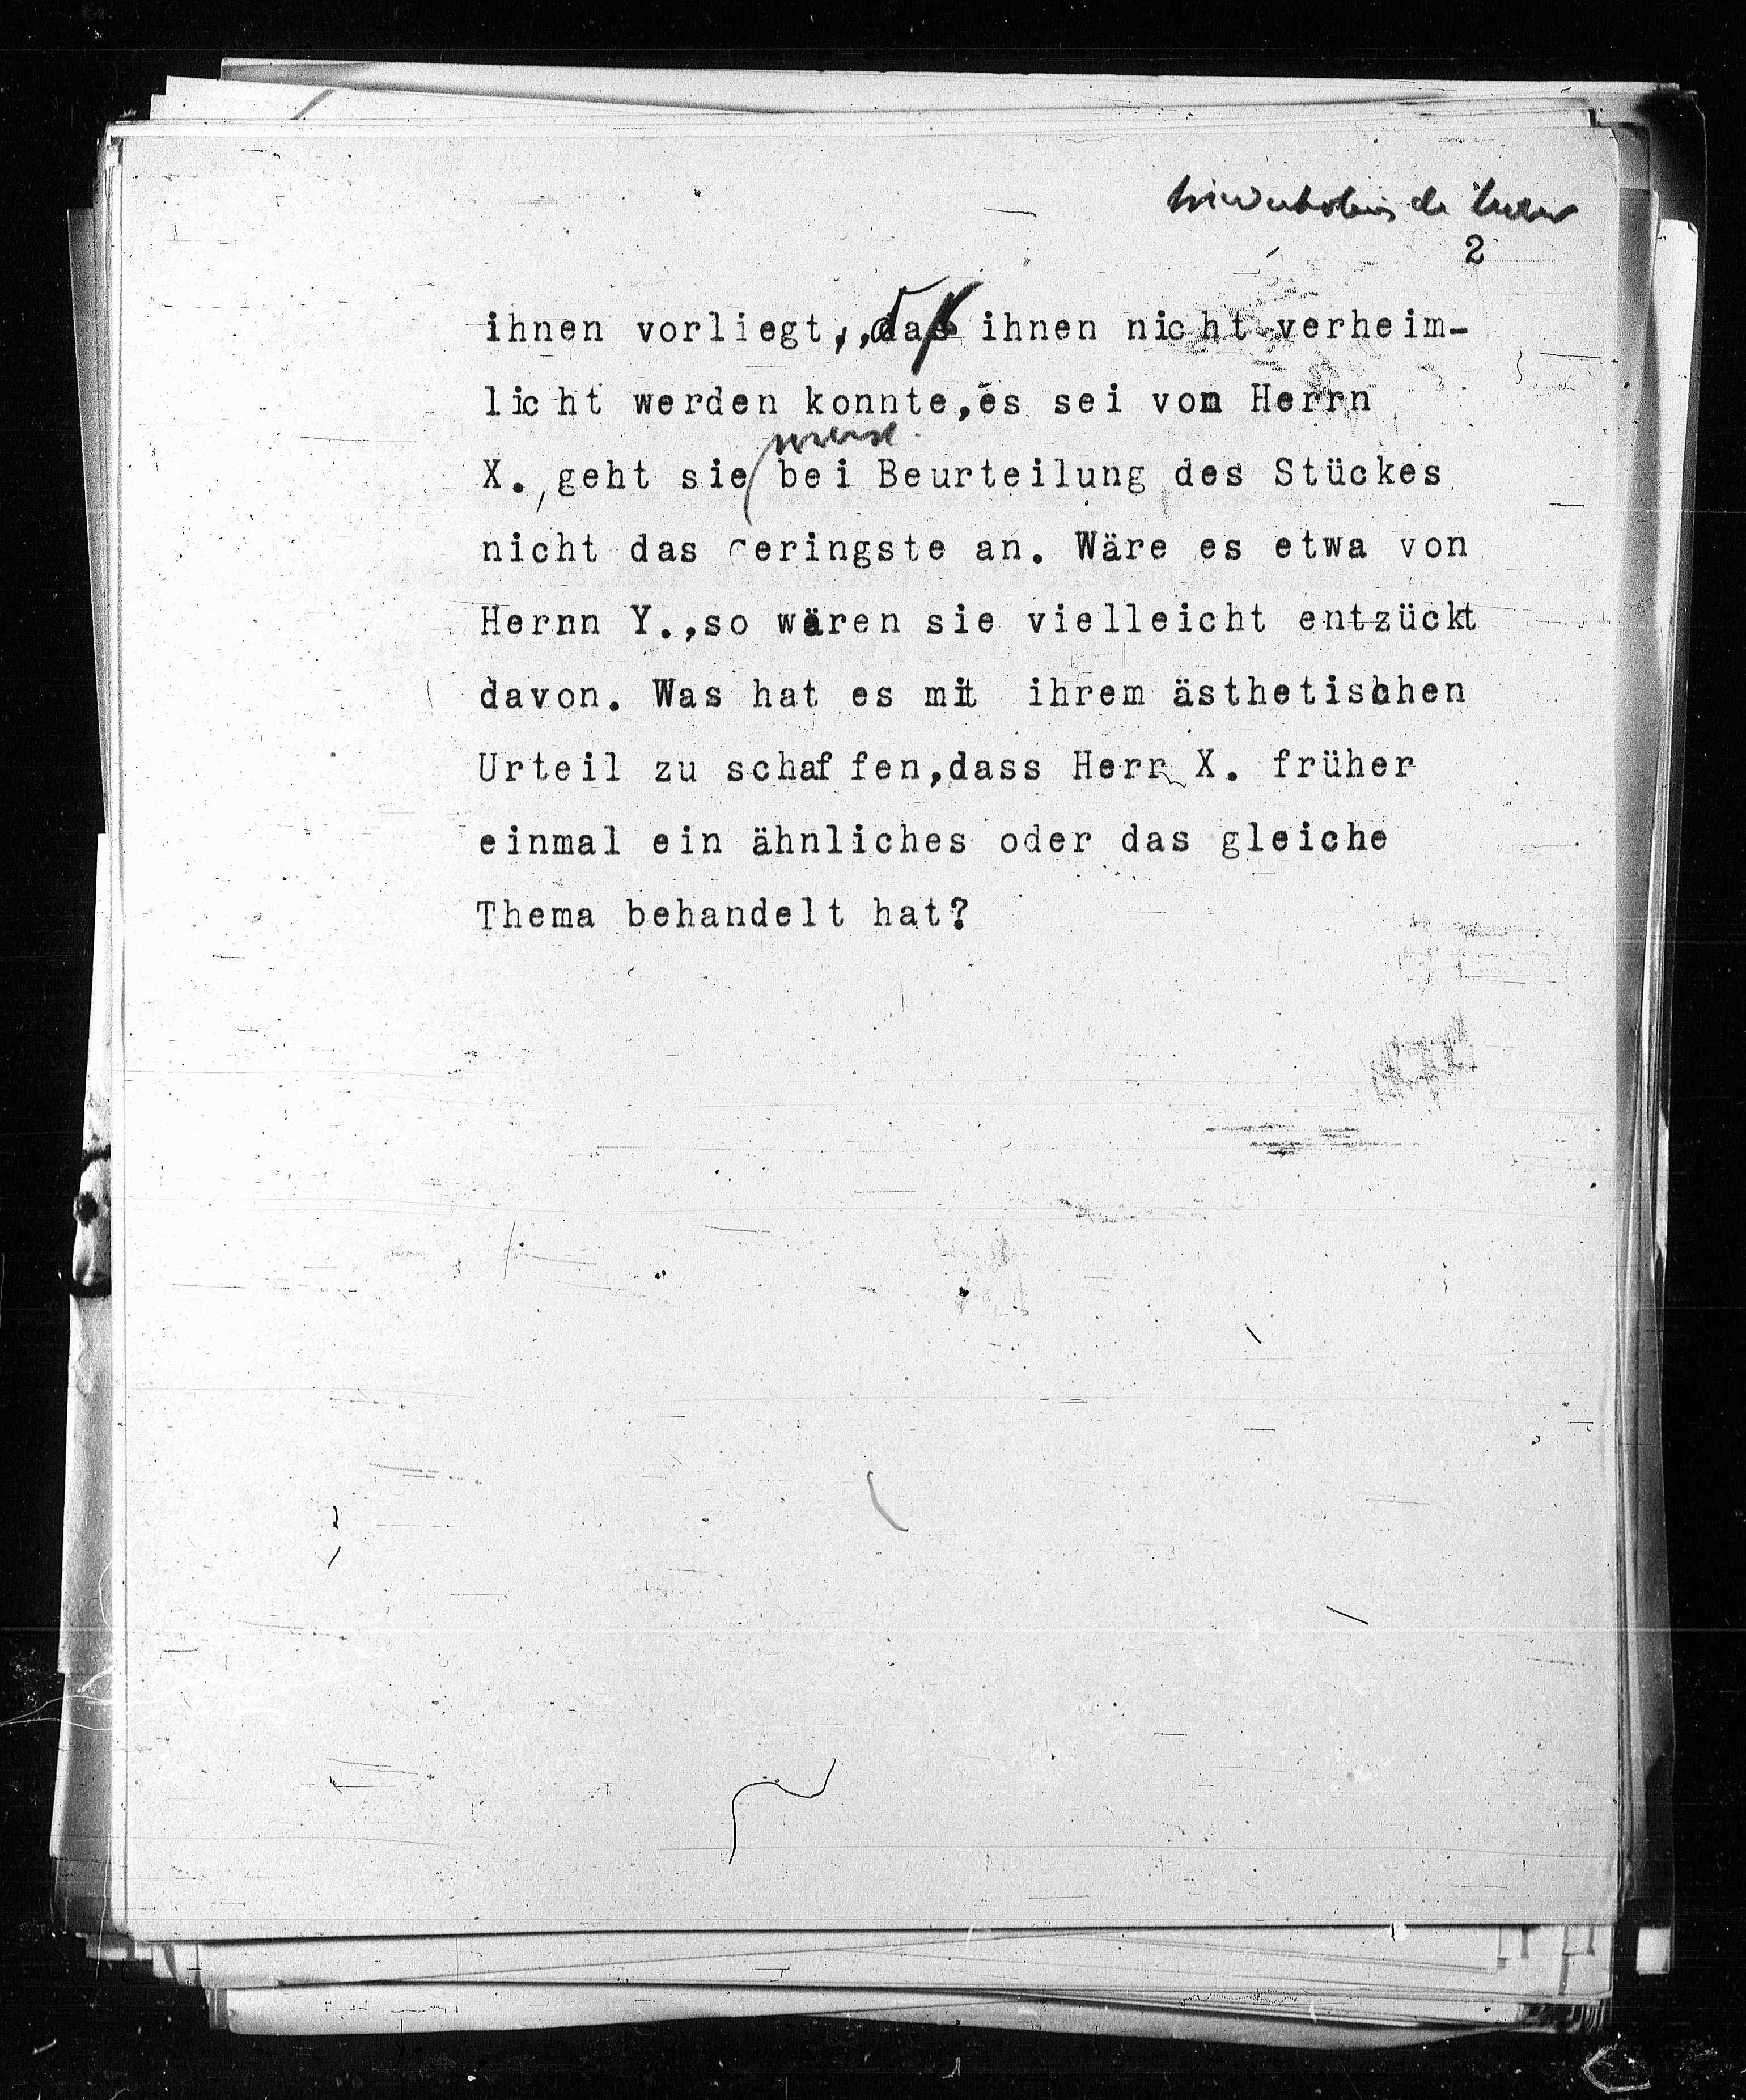 2
ihnen vorliegt, das ihnen nicht verheim-
licht werden konnte,es sei von Herrn
X., geht sie bei Beurteilung des Stückes
nicht das geringste an. Wäre es etwa von
Hernn Y.,so wären sie vielleicht entzückt
davon. Was hat es mit ihrem ästhetischen
Urteil zu schaffen,dass Herr X. früher
einmal ein ähnliches oder das gleiche
Thema behandelt hat?